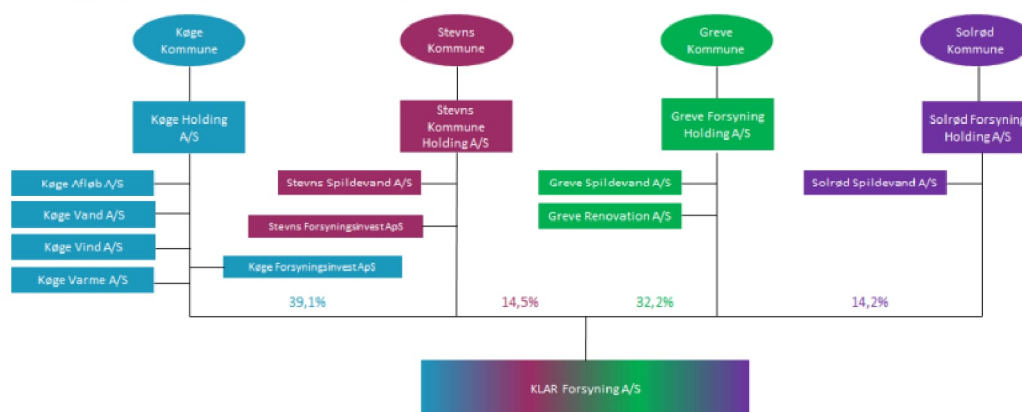 Køge
Kommune
Stevns
Kommune
Greve
Kommune
Solrød
Kommune
Køge Holding
A/S
Stevns
Kommune
Holding A/S
Greve Forsyning
Holding A/S
Solrød Forsyning
Holding A/S
Køge Afløb A/S
Køge Vand A/S
Køge Vind A/S
Køge Varme A/S
Stevns Spildevand A/S
Stevns Forsyningsinvest ApS
Køge Forsyningsinvest ApS
Greve Spildevand A/S
Greve Renovation A/S
Solrød Spildevand A/S
39,1%
14,5%
32,2%
14,2%
KLAR Forsyning A/S